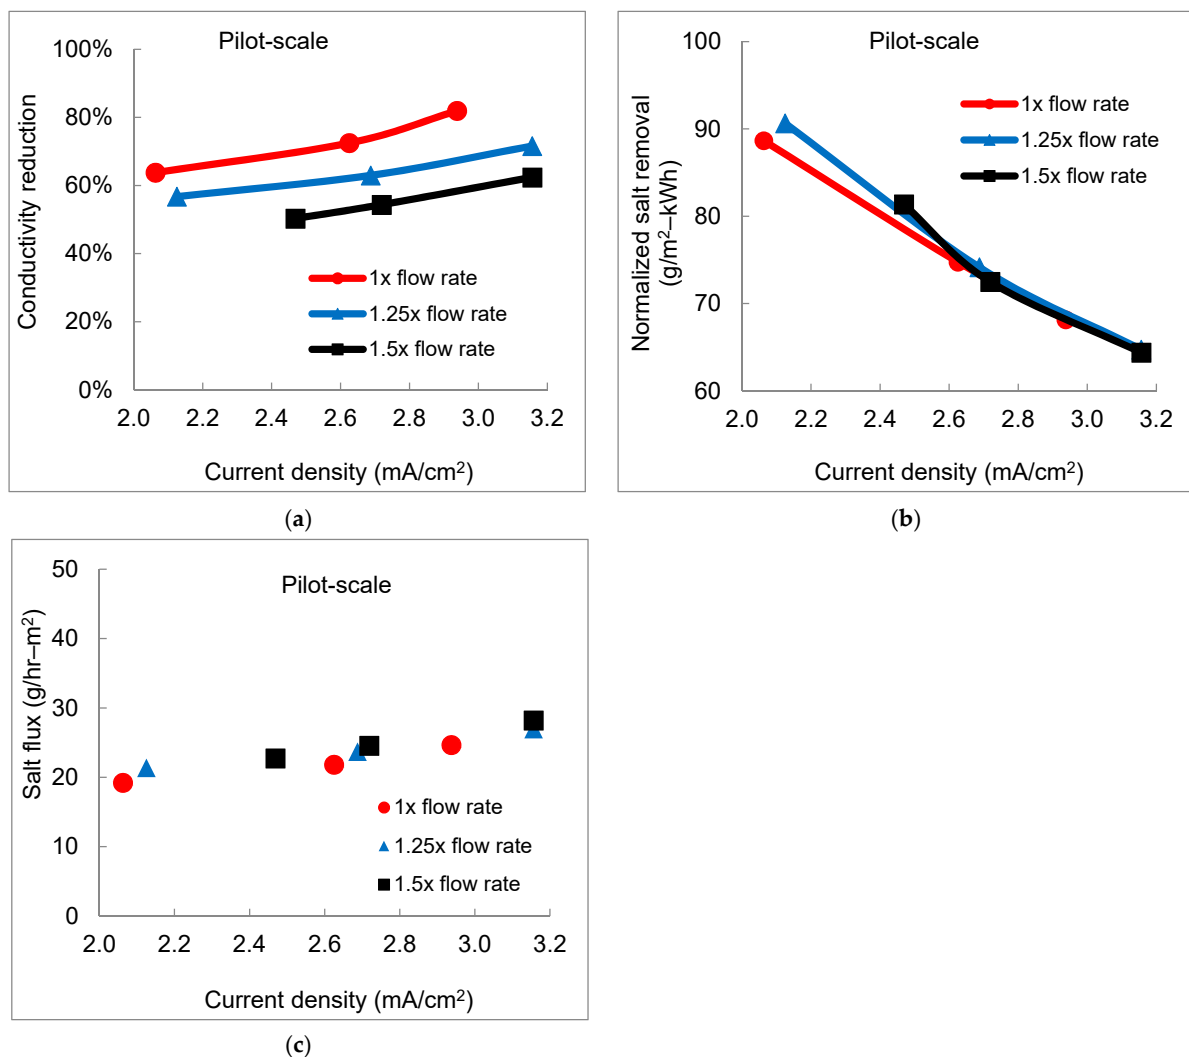 Pilot-scale
Conductivity reduction
100%
80%
60%
40%
20%
0%
1x flow rate
1.25x flow rate
1.5x flow rate
2.0 2.2 2.4 2.6 2.8 3.0 3.2
Current density (mA/cm²)
(a)
Pilot-scale
Normalized salt removal
(g/m²–kWh)
100
90
80
70
60
1x flow rate
1.25x flow rate
1.5x flow rate
2.0 2.2 2.4 2.6 2.8 3.0 3.2
Current density (mA/cm²)
(b)
Pilot-scale
Salt flux (g/hr–m²)
50
40
30
20
10
0
1x flow rate
1.25x flow rate
1.5x flow rate
2.0 2.2 2.4 2.6 2.8 3.0 3.2
Current density (mA/cm²)
(c)